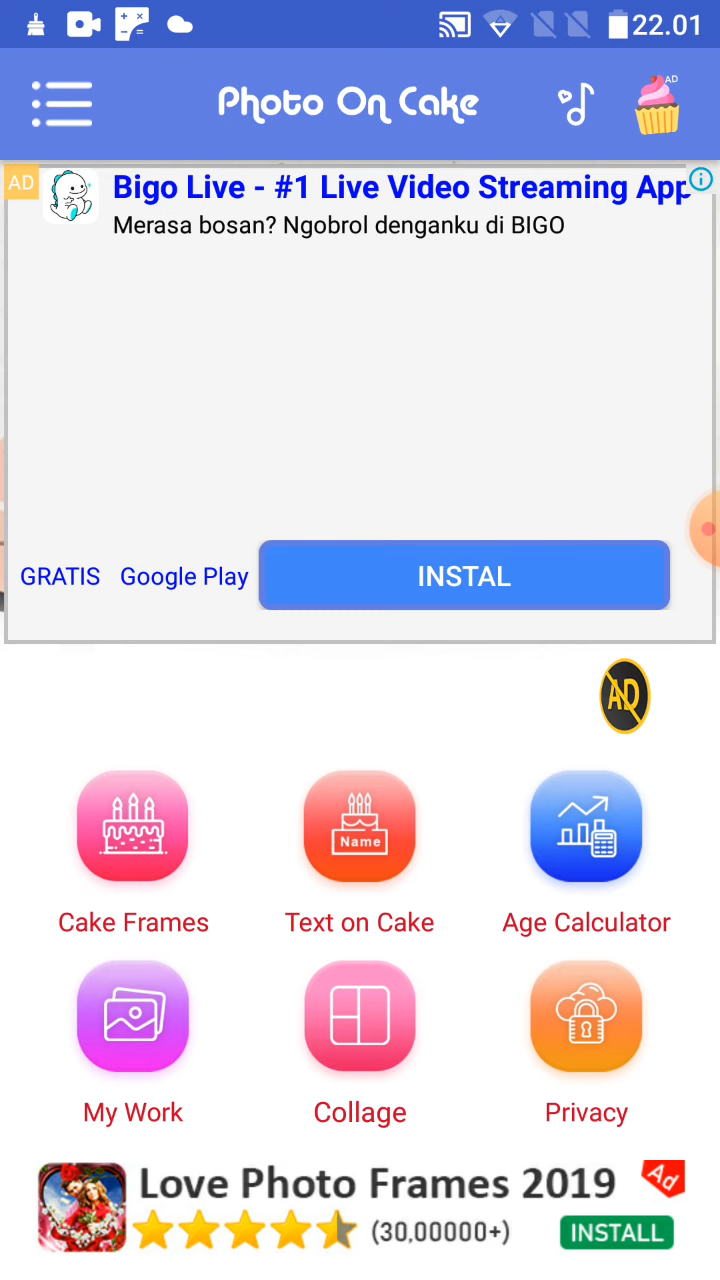 22.01
Photo On Cake
AD
AD
Bigo Live - #1 Live Video Streaming App
Merasa bosan? Ngobrol denganku di BIGO
GRATIS
Google Play
INSTAL
AD
Name
Cake Frames
Text on Cake
Age Calculator
My Work
Collage
Privacy
Love Photo Frames 2019
Ad
(30,00000+)
INSTALL